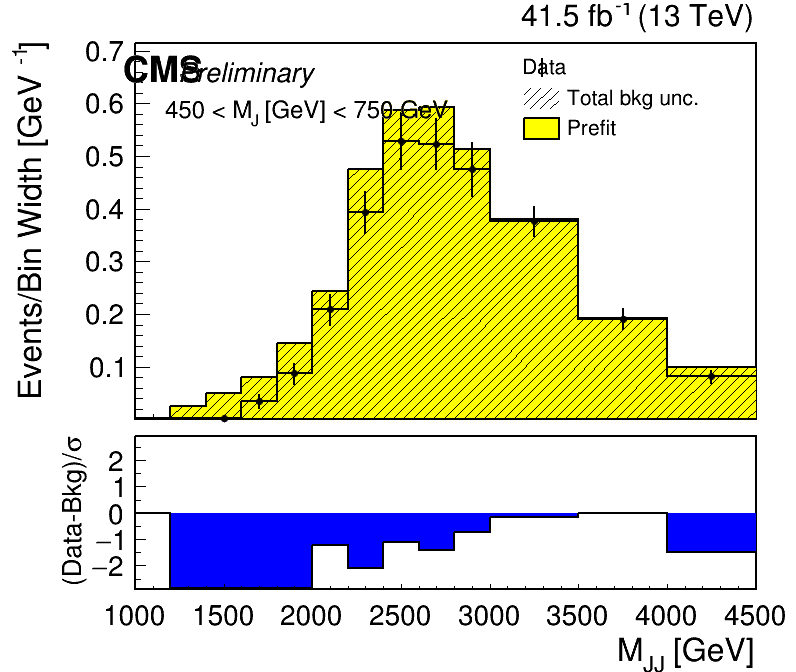 41.5 fb⁻¹ (13 TeV)
CMS Preliminary
450 < M_J [GeV] < 750 GeV
Data
Total bkg unc.
Prefit
Events/Bin Width [GeV⁻¹]
0.7
0.6
0.5
0.4
0.3
0.2
0.1
(Data-Bkg)/σ
2
1
0
−1
−2
1000 1500 2000 2500 3000 3500 4000 4500
M_JJ [GeV]